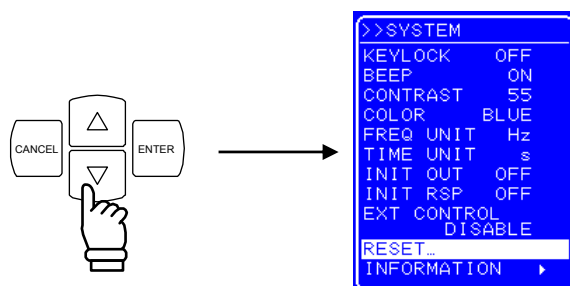 CANCEL
ENTER
>>SYSTEM
KEYLOCK OFF
BEEP ON
CONTRAST 55
COLOR BLUE
FREQ UNIT Hz
TIME UNIT s
INIT OUT OFF
INIT RSP OFF
EXT CONTROL
DISABLE
RESET…
INFORMATION